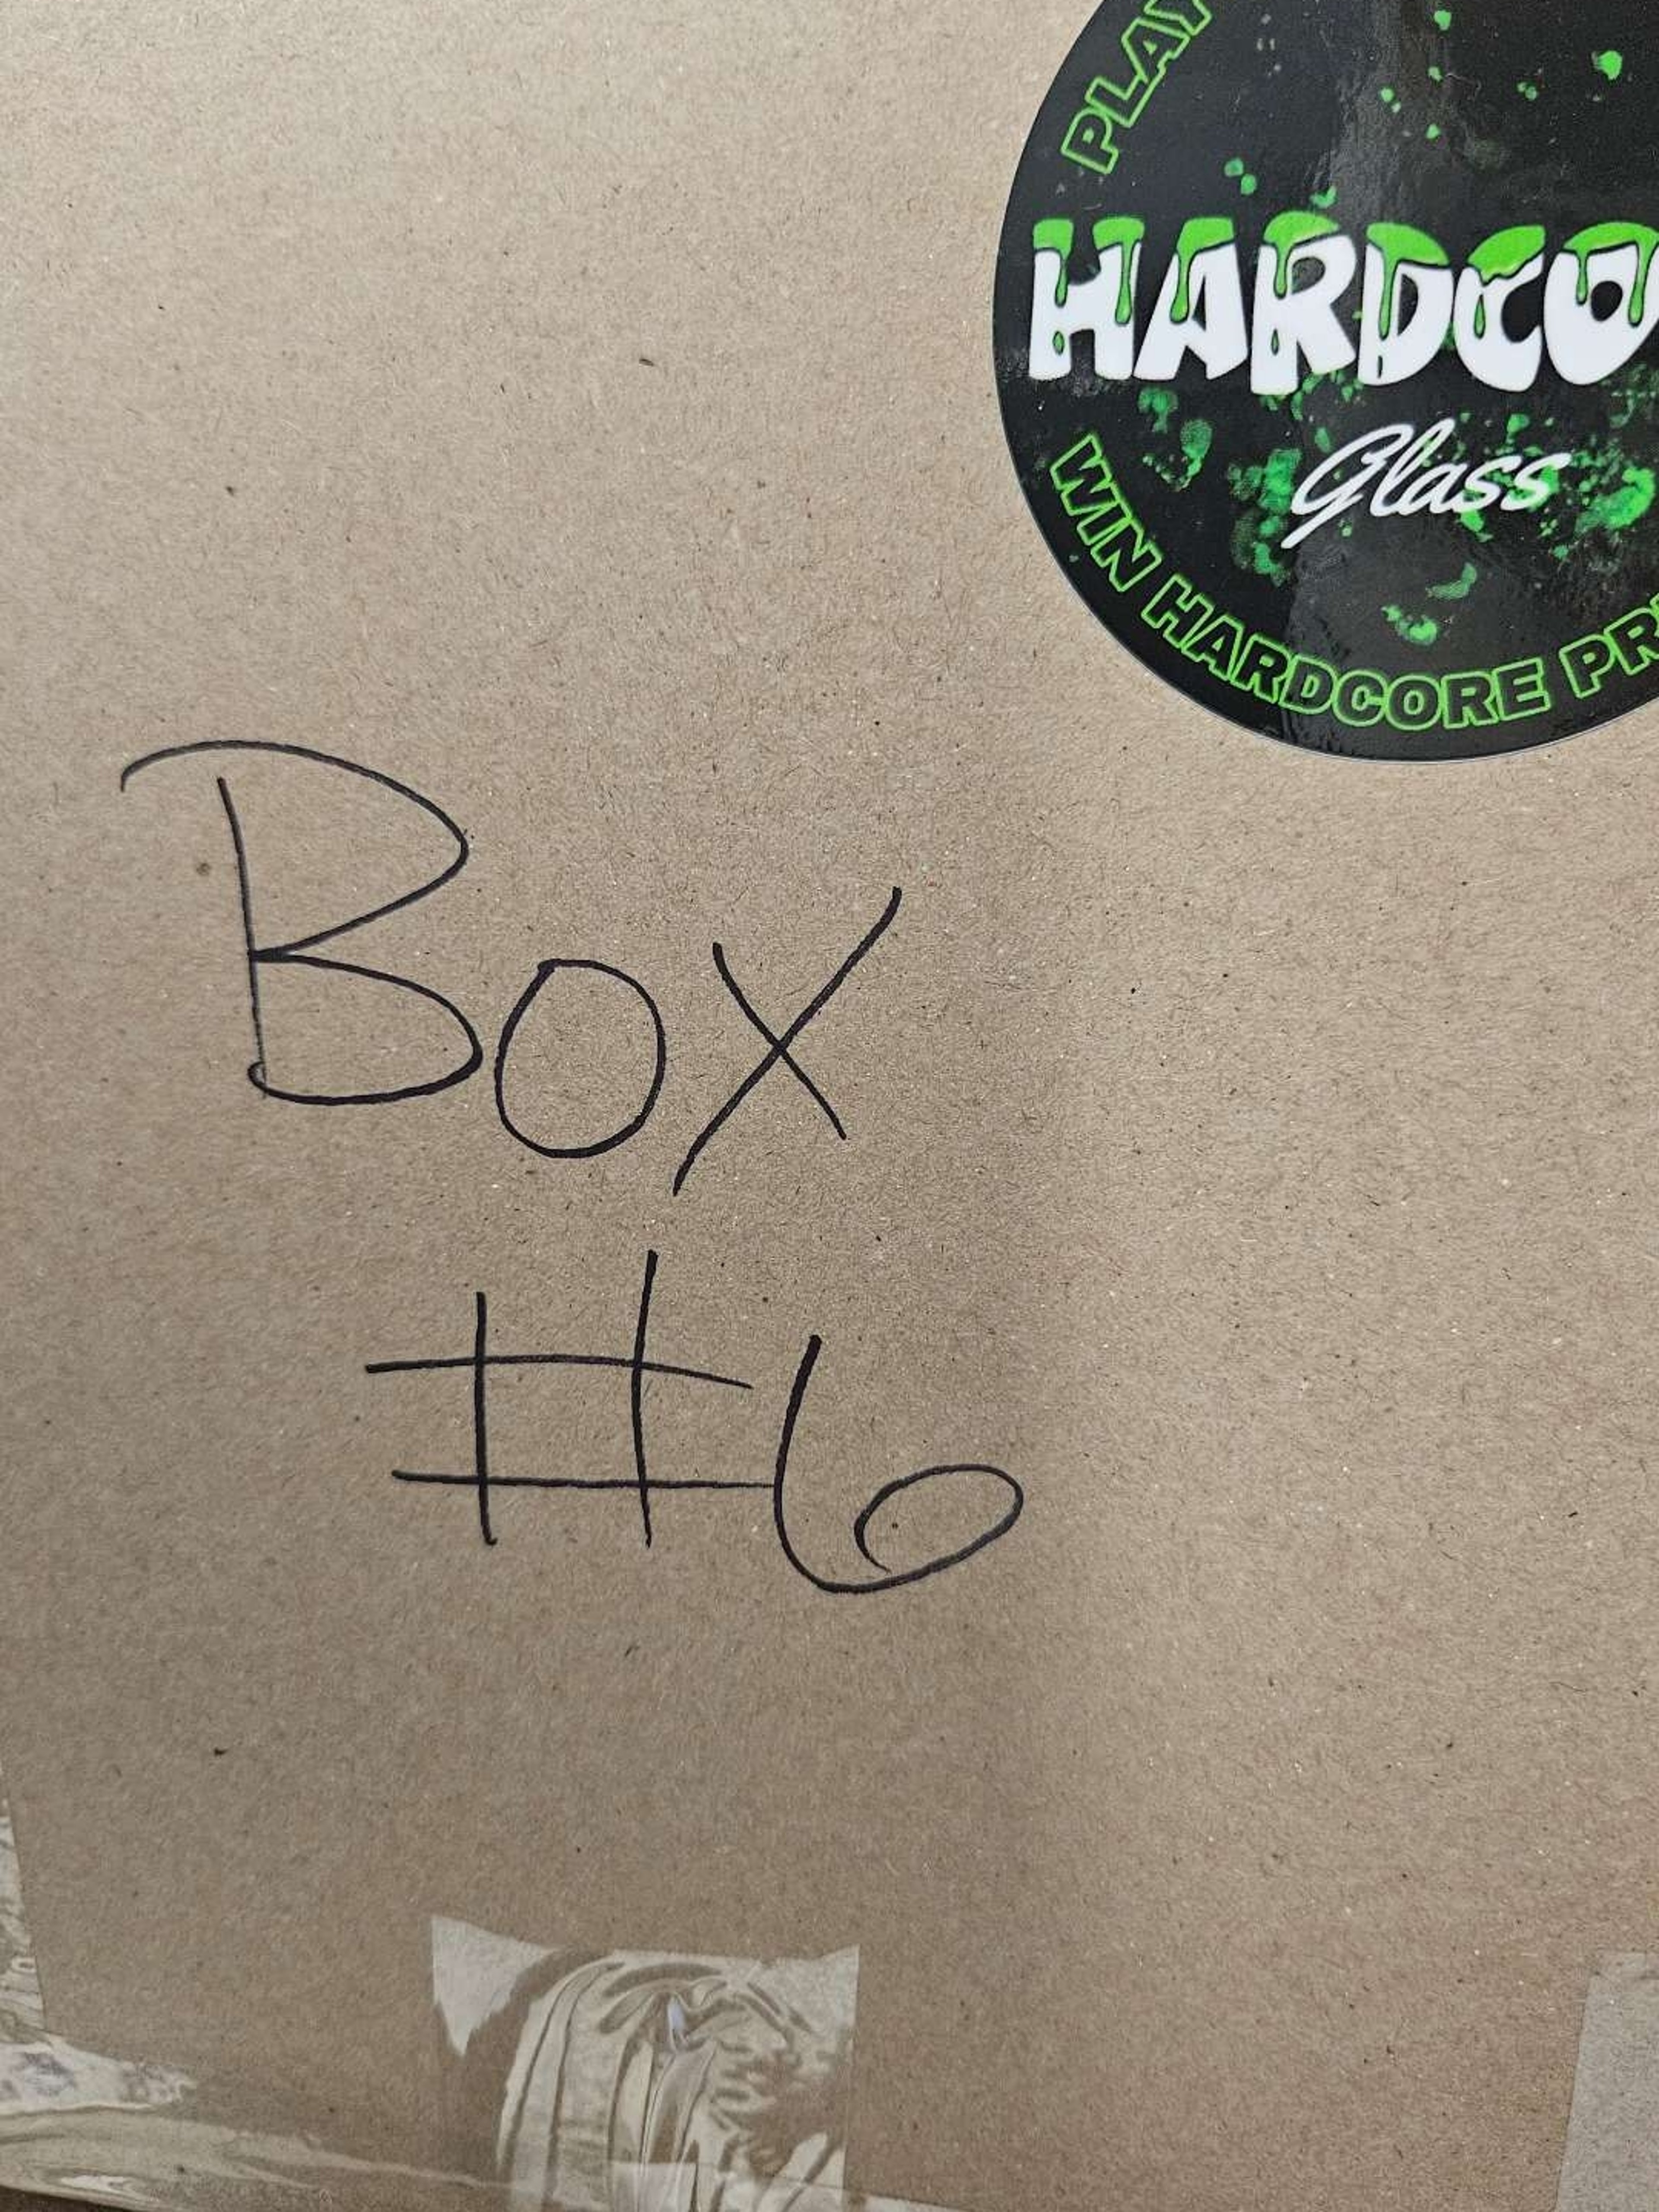 PLAY
HARDCO
Glass
WIN HARDCORE PR
Box
#6